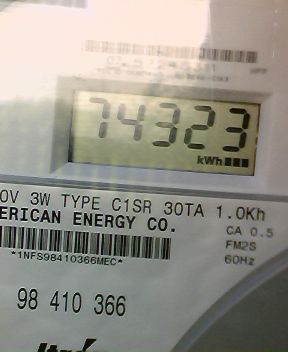 74323
kWh
0V 3W TYPE C1SR 30TA 1.0Kh
ERICAN ENERGY CO.
CA 0.5
FM2S
*1NFS98410366MEC*
60Hz
98 410 366